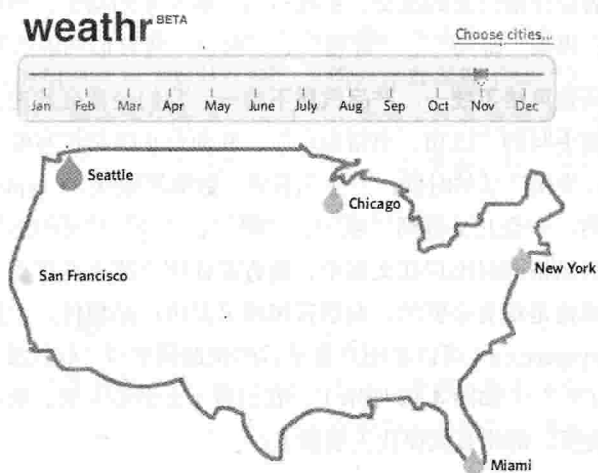 weathr BETA
Choose cities...
Jan Feb Mar Apr May June July Aug Sep Oct Nov Dec
Seattle
Chicago
New York
San Francisco
Miami